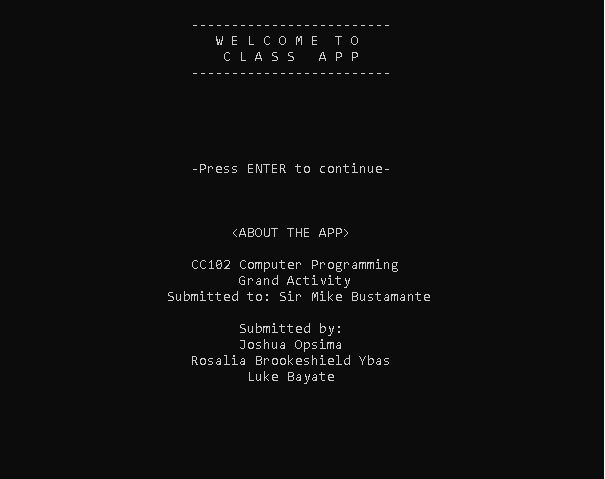 -------------------------
W E L C O M E  T O
C L A S S  A P P
-------------------------
-Press ENTER to continue-
<ABOUT THE APP>
CC102 Computer Programming
Grand Activity
Submitted to: Sir Mike Bustamante
Submitted by:
Joshua Opsima
Rosalia Brookeshield Ybas
Luke Bayate